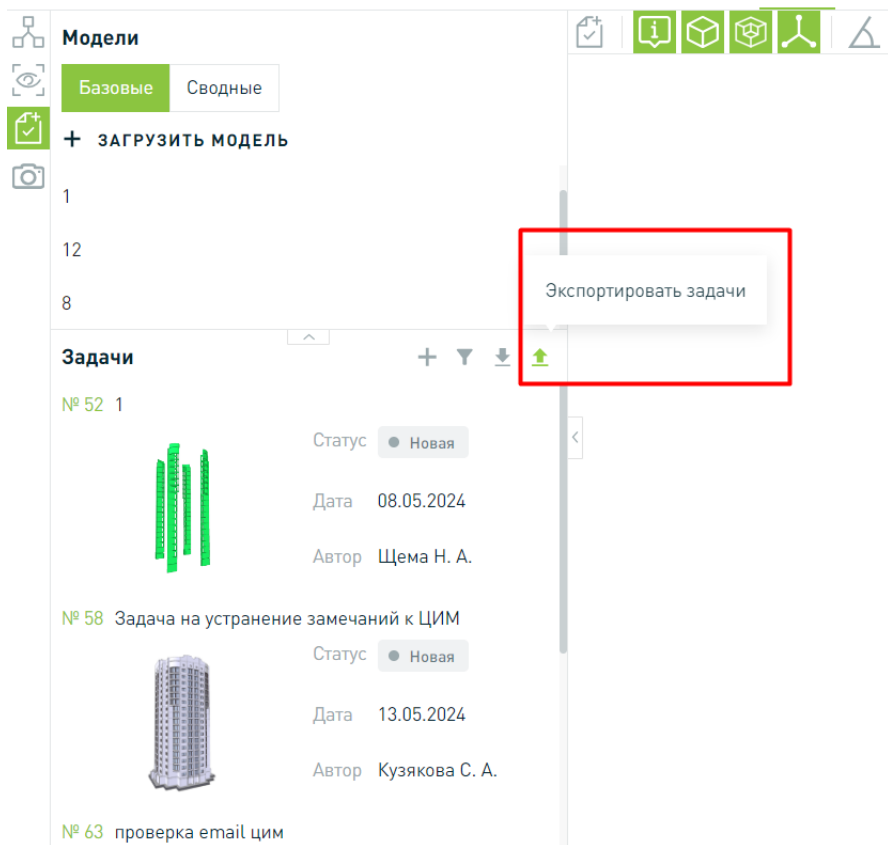 Модели
Базовые Сводные
+ ЗАГРУЗИТЬ МОДЕЛЬ
1
12
8
Экспортировать задачи
Задачи
№ 52 1
Статус Новая
Дата 08.05.2024
Автор Щема Н. А.
№ 58 Задача на устранение замечаний к ЦИМ
Статус Новая
Дата 13.05.2024
Автор Кузякова С. А.
№ 63 проверка email цим